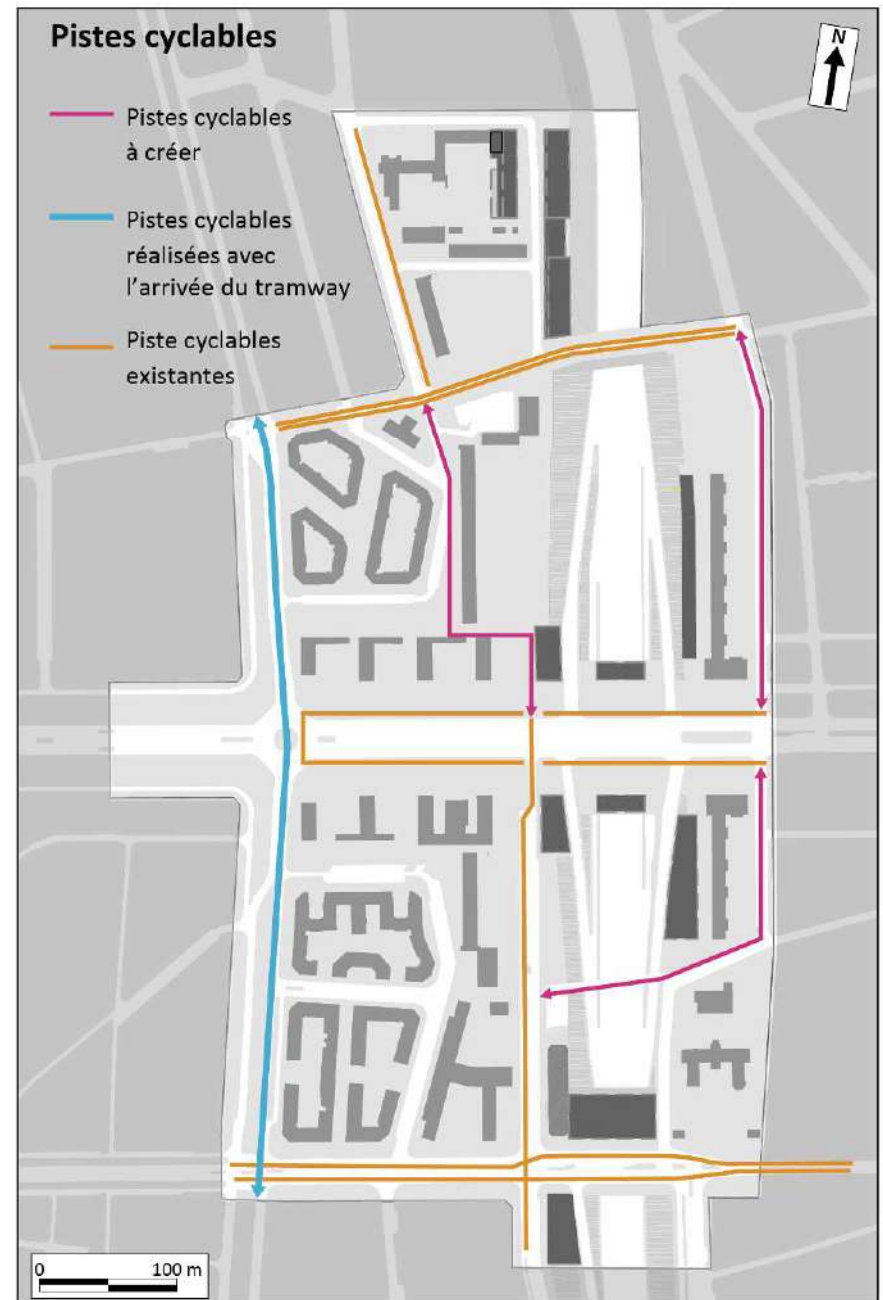 Pistes cyclables
N
Pistes cyclables
à créer
Pistes cyclables
réalisées avec
l'arrivée du tramway
Piste cyclables
existantes
0 100 m